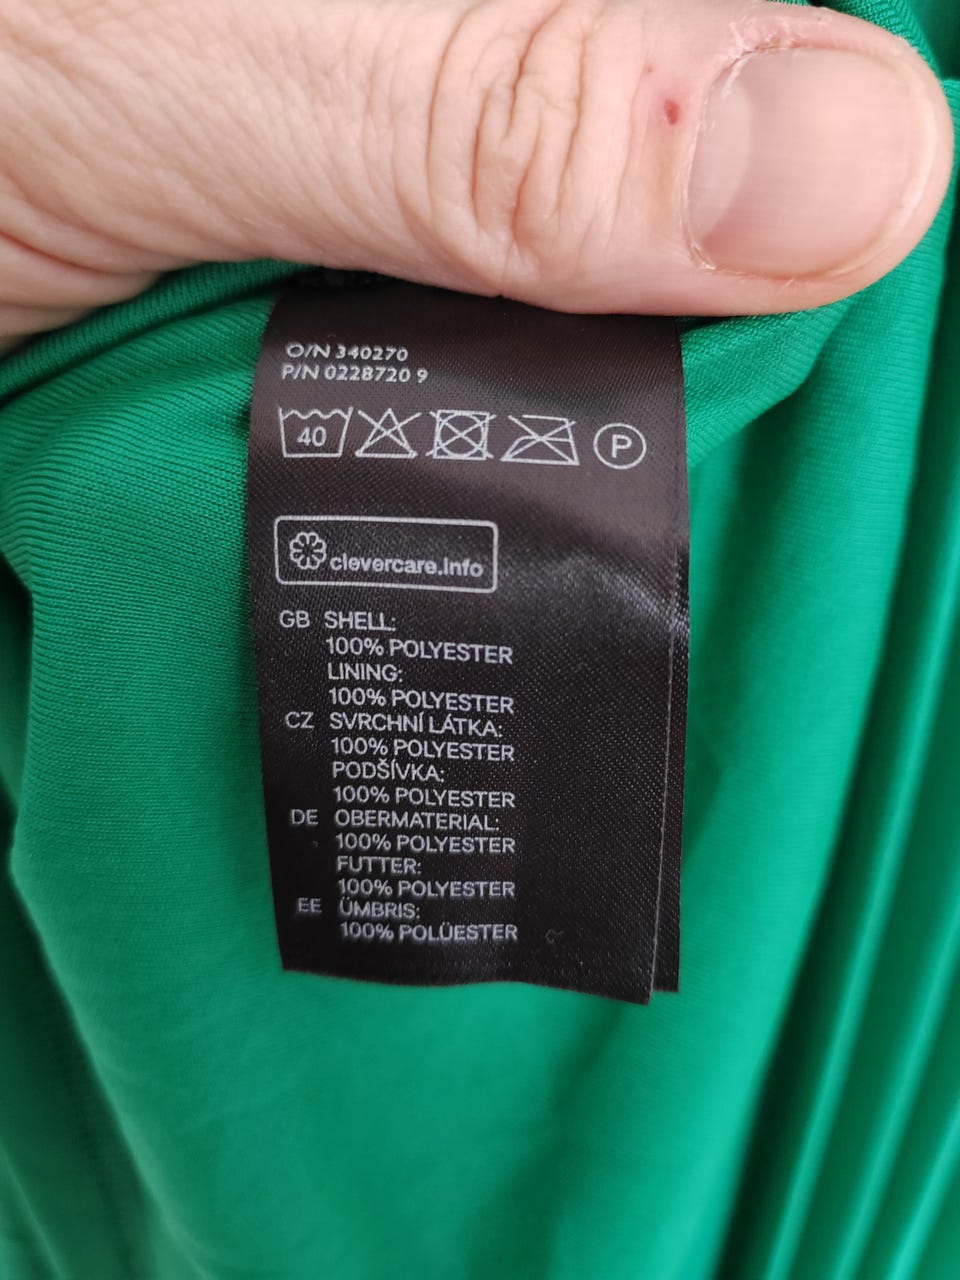 O/N 340270
P/N 0228720 9
40 P
clevercare.info
GB SHELL:
100% POLYESTER
LINING:
100% POLYESTER
CZ SVRCHNÍ LÁTKA:
100% POLYESTER
PODŠÍVKA:
100% POLYESTER
DE OBERMATERIAL:
100% POLYESTER
FUTTER:
100% POLYESTER
EE ÜMBRIS:
100% POLÜESTER